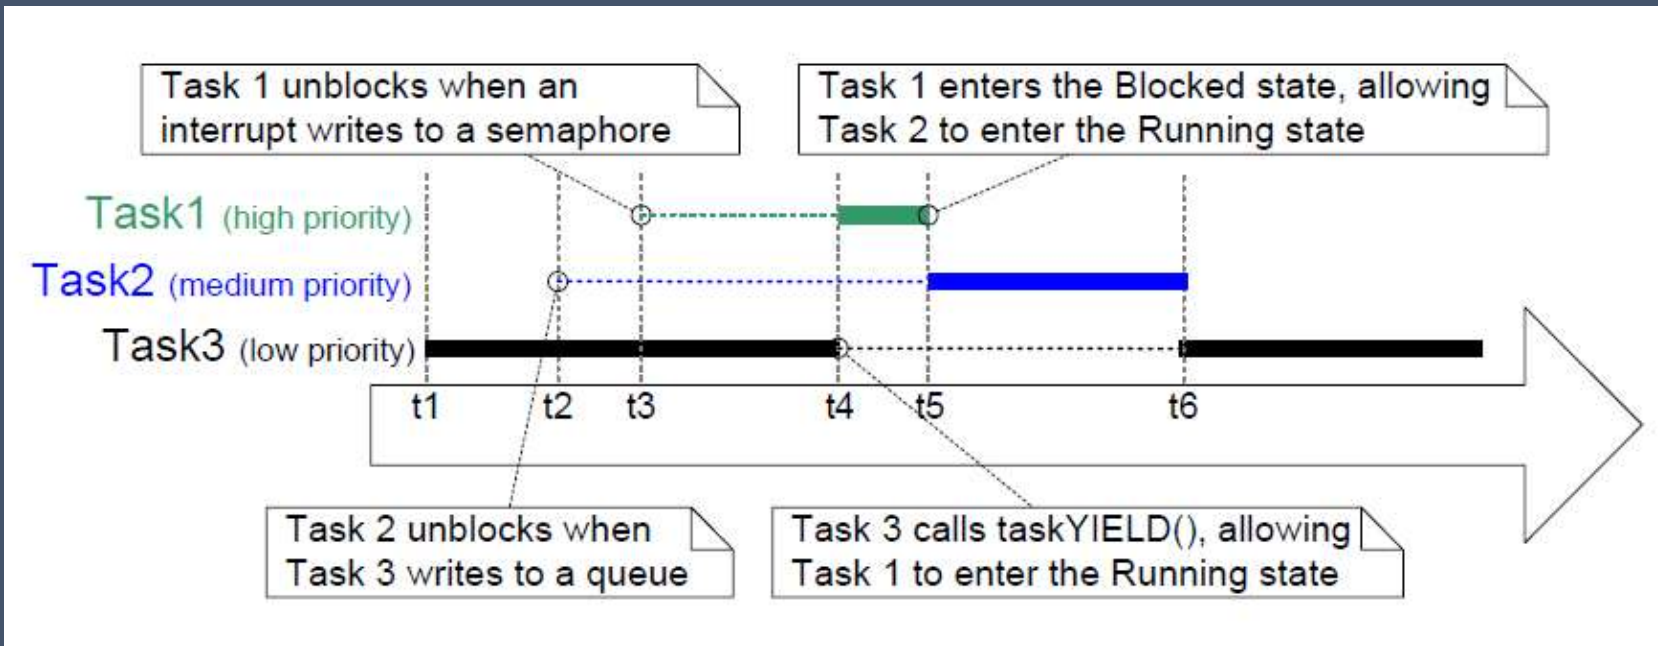 Task 1 unblocks when an
interrupt writes to a semaphore
Task 1 enters the Blocked state, allowing
Task 2 to enter the Running state
Task1 (high priority)
Task2 (medium priority)
Task3 (low priority)
t1 t2 t3 t4 t5 t6
Task 2 unblocks when
Task 3 writes to a queue
Task 3 calls taskYIELD(), allowing
Task 1 to enter the Running state